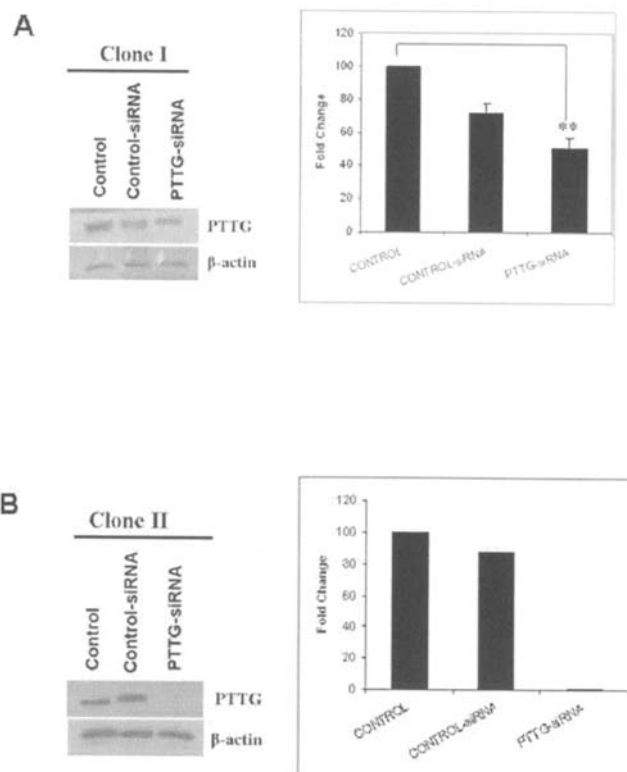 A
Clone I
Control
Control-siRNA
PTTG-siRNA
PTTG
β-actin
Fold Change
120
100
80
60
40
20
0
**
CONTROL
CONTROL-siRNA
PTTG-siRNA
B
Clone II
Control
Control-siRNA
PTTG-siRNA
PTTG
β-actin
Fold Change
120
100
80
60
40
20
0
CONTROL
CONTROL-siRNA
PTTG-siRNA